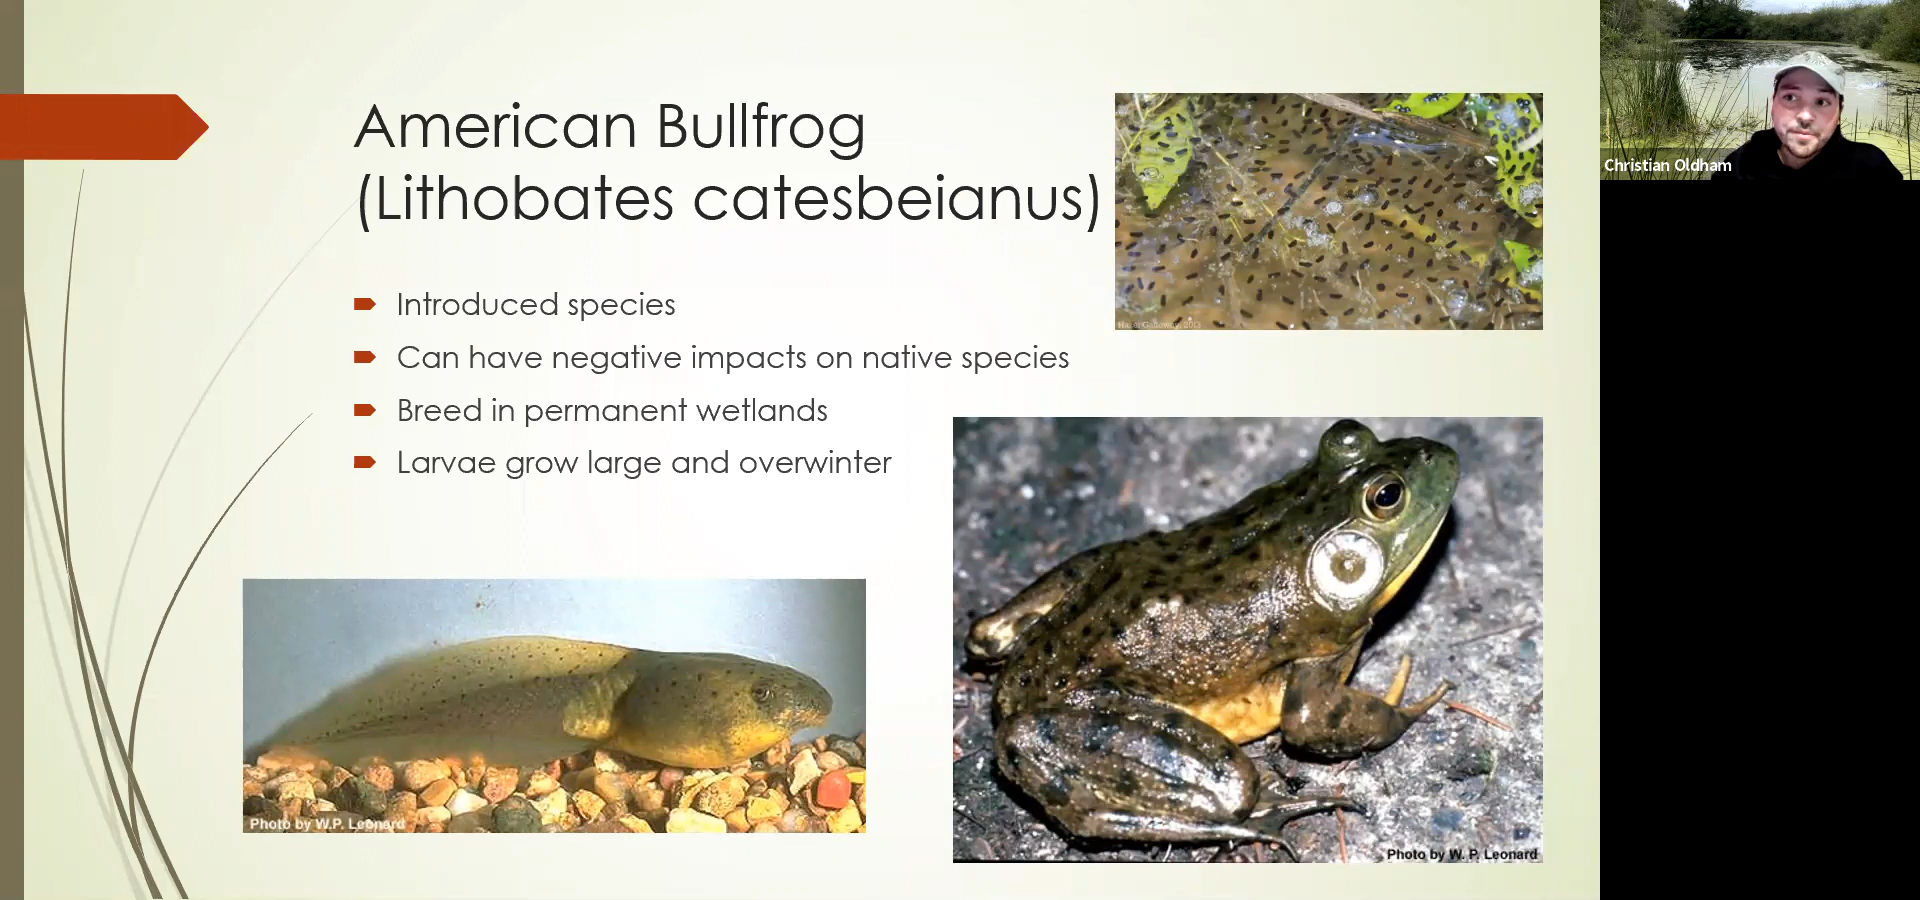 American Bullfrog
(Lithobates catesbeianus)
Introduced species
Can have negative impacts on native species
Breed in permanent wetlands
Larvae grow large and overwinter
Photo by W.P. Leonard
Photo by W. P. Leonard
Christian Oldham